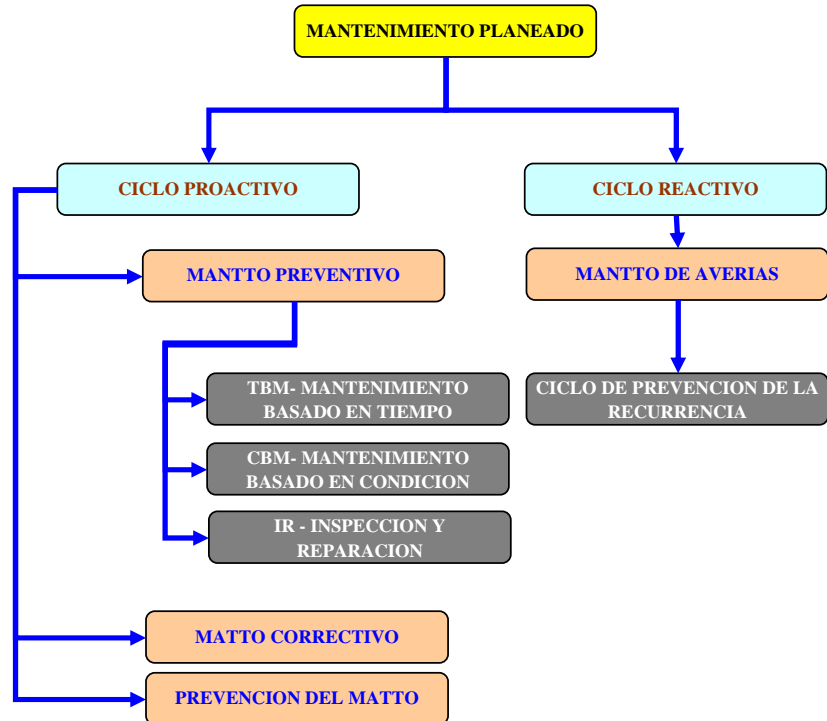 MANTENIMIENTO PLANEADO
CICLO PROACTIVO
CICLO REACTIVO
MANTTO PREVENTIVO
MANTTO DE AVERIAS
TBM- MANTENIMIENTO
BASADO EN TIEMPO
CICLO DE PREVENCION DE LA
RECURRENCIA
CBM- MANTENIMIENTO
BASADO EN CONDICION
IR - INSPECCION Y
REPARACION
MATTO CORRECTIVO
PREVENCION DEL MATTO